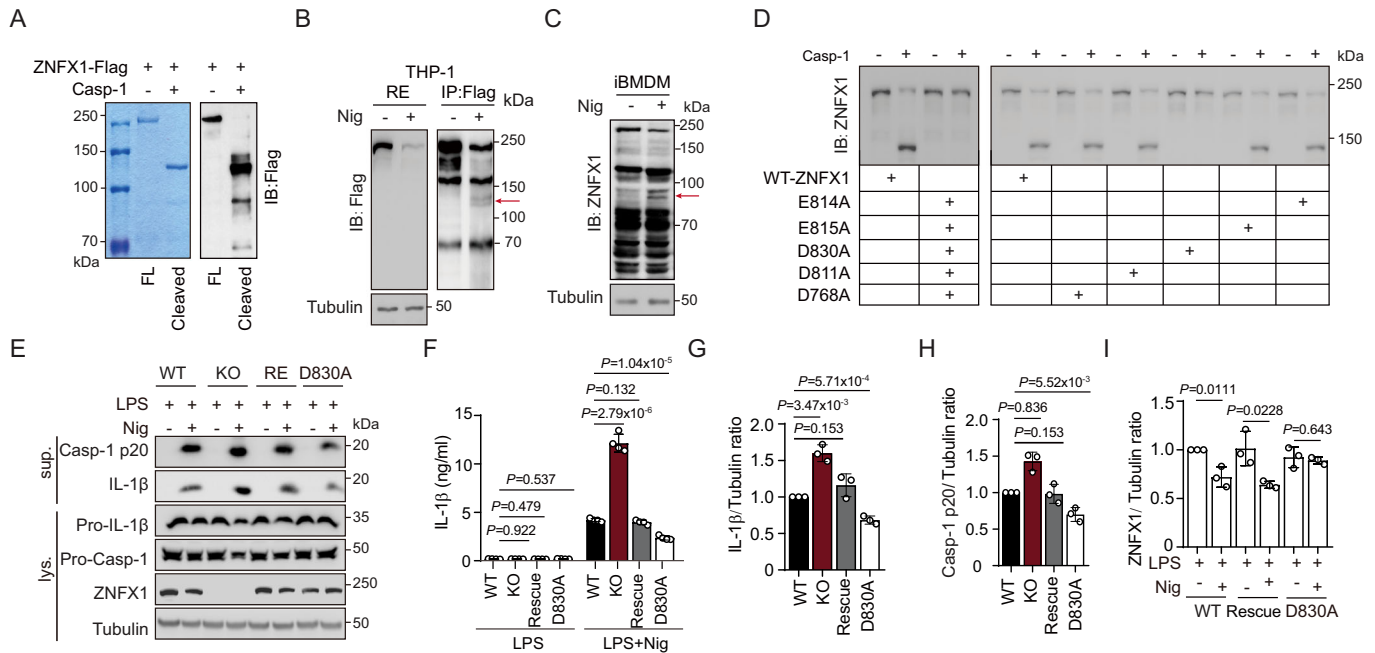 A
ZNFX1-Flag + + + +
Casp-1 - + - +
250
150
100
70
kDa
IB:Flag
FL
Cleaved
FL
Cleaved
B
THP-1
RE IP:Flag
kDa
Nig - + - +
250
150
100
70
IB: Flag
Tubulin 50
C
iBMDM
Nig - + kDa
250
150
100
70
IB: ZNFX1
Tubulin 50
D
Casp-1 - + - + - + - + - + - + - + - + kDa
250
150
IB: ZNFX1
WT-ZNFX1 + +
E814A + +
E815A + +
D830A + +
D811A + +
D768A + +
E
WT KO RE D830A
LPS + + + + + + + +
Nig - + - + - + - + kDa
sup.
Casp-1 p20 20
IL-1β 20
lys.
Pro-IL-1β 35
Pro-Casp-1 50
ZNFX1 250
Tubulin 50
F
P=1.04x10-5
P=0.132
P=2.79x10-6
P=0.537
P=0.479
P=0.922
IL-1β (ng/ml)
15
10
5
0
WT
KO
Rescue
D830A
WT
KO
Rescue
D830A
LPS
LPS+Nig
G
P=5.71x10-4
P=3.47x10-3
P=0.153
IL-1β/Tubulin ratio
2.0
1.5
1.0
0.5
0.0
WT
KO
Rescue
D830A
H
P=5.52x10-3
P=0.836
P=0.153
Casp-1 p20/ Tubulin ratio
2.0
1.5
1.0
0.5
0.0
WT
KO
Rescue
D830A
I
P=0.0111
P=0.0228
P=0.643
ZNFX1/ Tubulin ratio
1.5
1.0
0.5
0.0
LPS + + + + + +
Nig - + - + - +
WT Rescue D830A